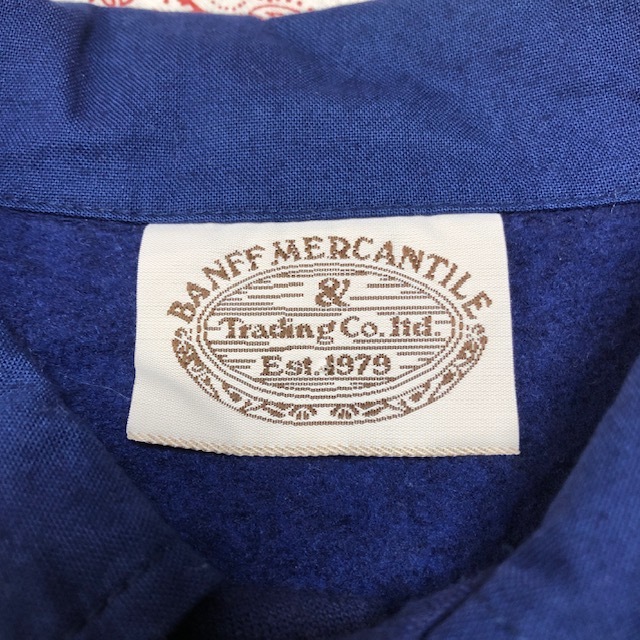 BANFF MERCANTILE
&
Trading Co. ltd.
Est. 1979